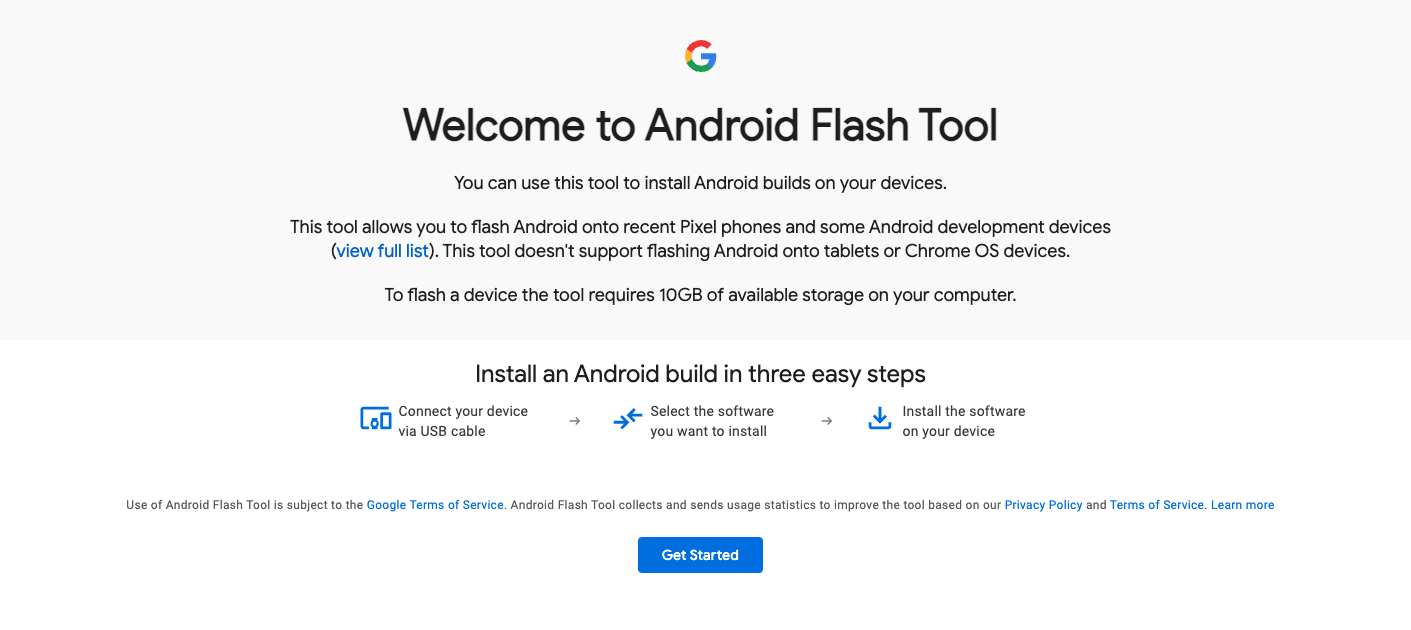 Welcome to Android Flash Tool
You can use this tool to install Android builds on your devices.
This tool allows you to flash Android onto recent Pixel phones and some Android development devices
(view full list). This tool doesn't support flashing Android onto tablets or Chrome OS devices.
To flash a device the tool requires 10GB of available storage on your computer.
Install an Android build in three easy steps
Connect your device
via USB cable
→
Select the software
you want to install
→
Install the software
on your device
Use of Android Flash Tool is subject to the Google Terms of Service. Android Flash Tool collects and sends usage statistics to improve the tool based on our Privacy Policy and Terms of Service. Learn more
Get Started